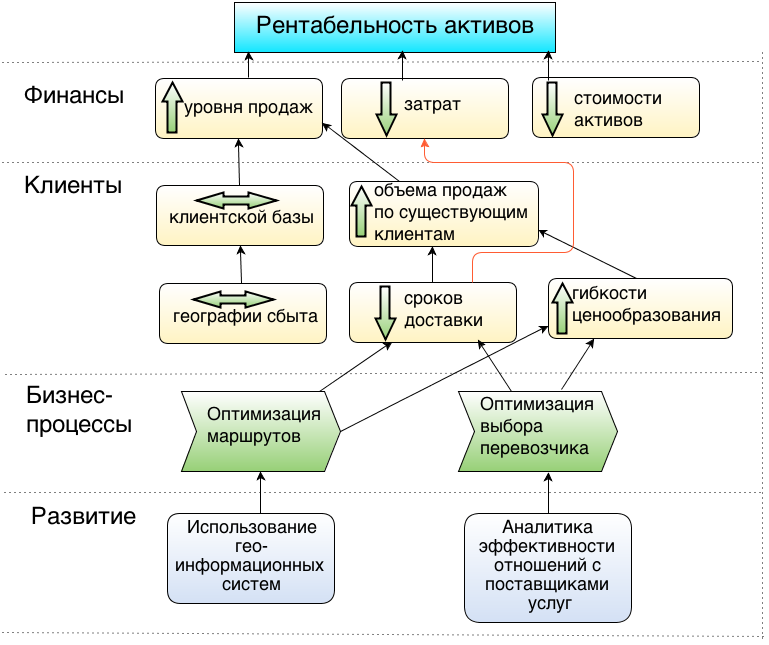 Рентабельность активов
Финансы
уровня продаж
затрат
стоимости
активов
Клиенты
клиентской базы
объема продаж
по существующим
клиентам
географии сбыта
сроков
доставки
гибкости
ценообразования
Бизнес-
процессы
Оптимизация
маршрутов
Оптимизация
выбора
перевозчика
Развитие
Использование
гео-
информационных
систем
Аналитика
эффективности
отношений с
поставщиками
услуг